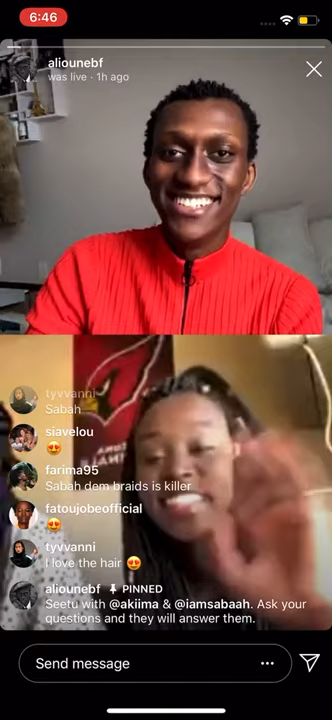 6:46
aliounebf
was live · 1h ago
tyvvanni
Sabah
siavelou
😍
farima95
Sabah dem braids is killer
fatoujobeofficial
😍
tyvvanni
I love the hair 😍
aliounebf PINNED
Seetu with @akiima & @iamsabaah. Ask your
questions and they will answer them.
Send message